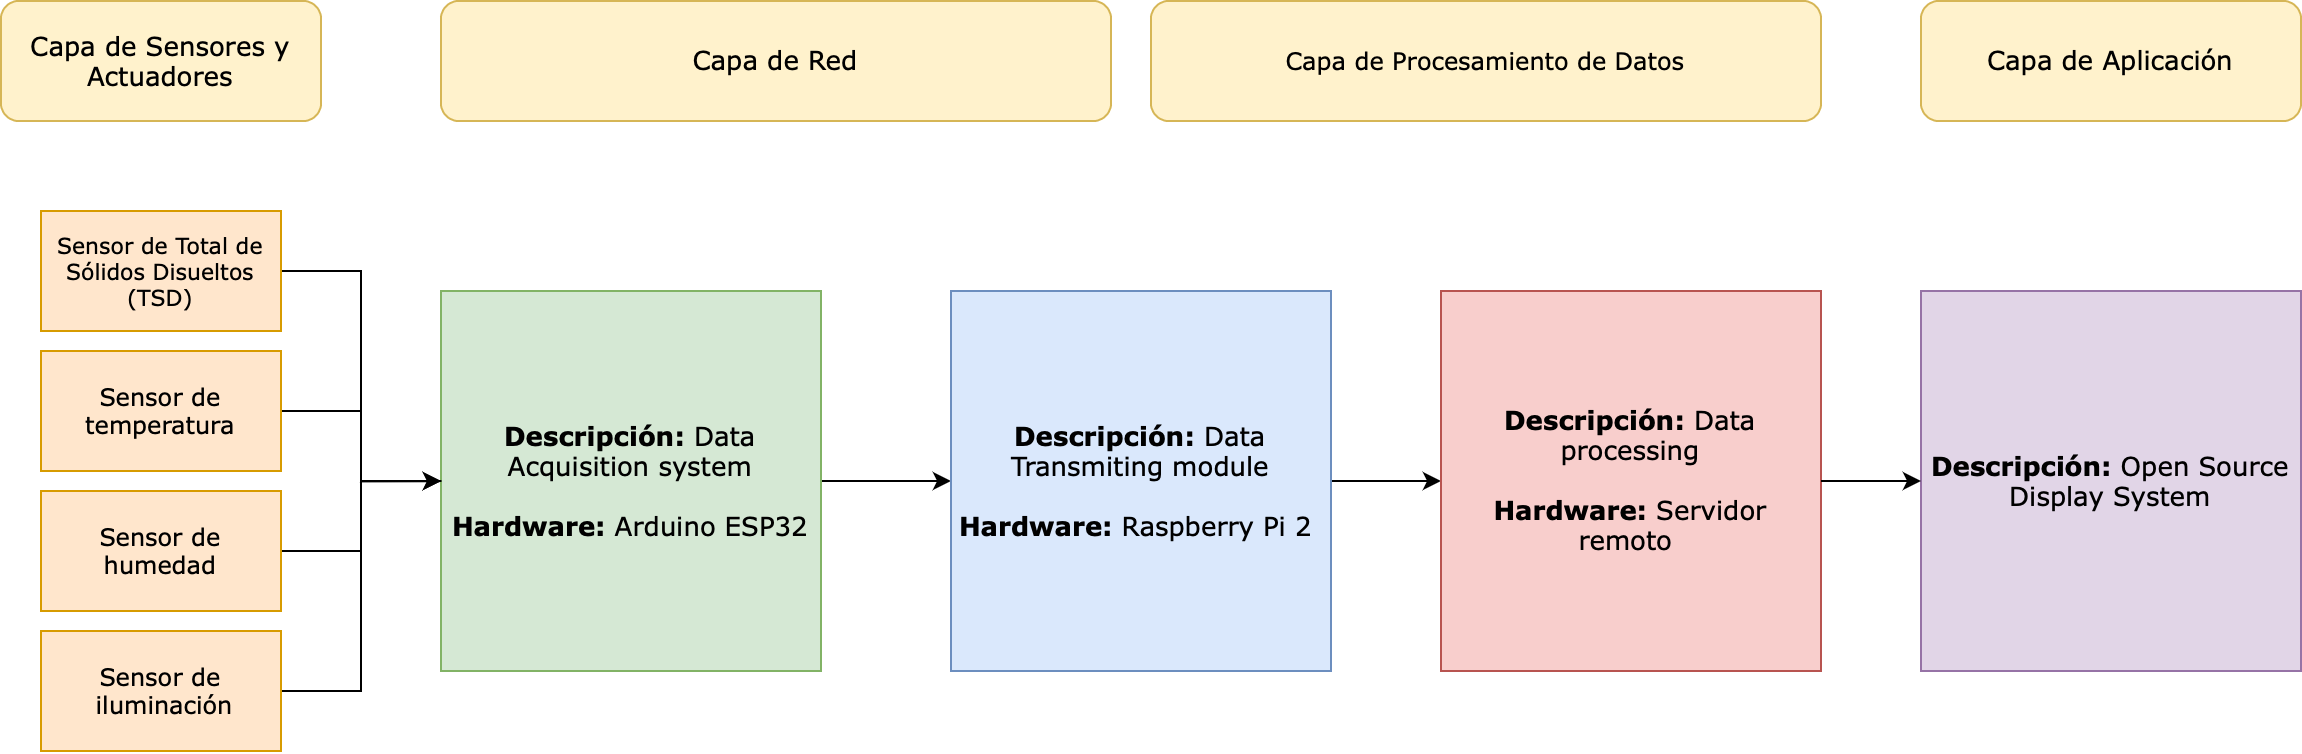 Capa de Sensores y
Actuadores
Capa de Red
Capa de Procesamiento de Datos
Capa de Aplicación
Sensor de Total de
Sólidos Disueltos
(TSD)
Sensor de
temperatura
Sensor de
humedad
Sensor de
iluminación
Descripción: Data
Acquisition system
Hardware: Arduino ESP32
Descripción: Data
Transmiting module
Hardware: Raspberry Pi 2
Descripción: Data
processing
Hardware: Servidor
remoto
Descripción: Open Source
Display System